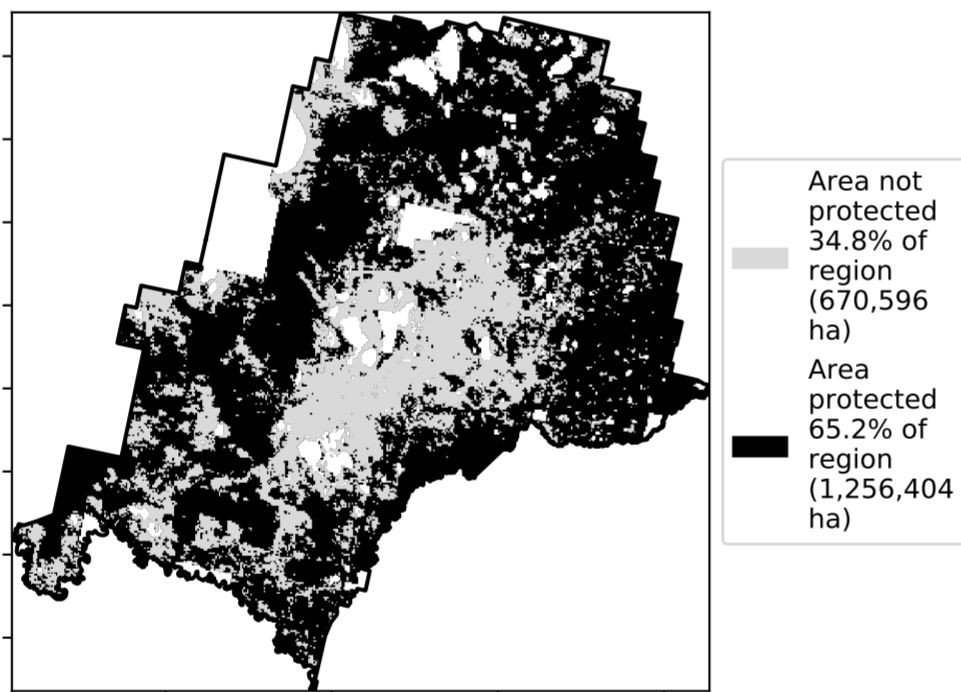 Area not
protected
34.8% of
region
(670,596
ha)
Area
protected
65.2% of
region
(1,256,404
ha)